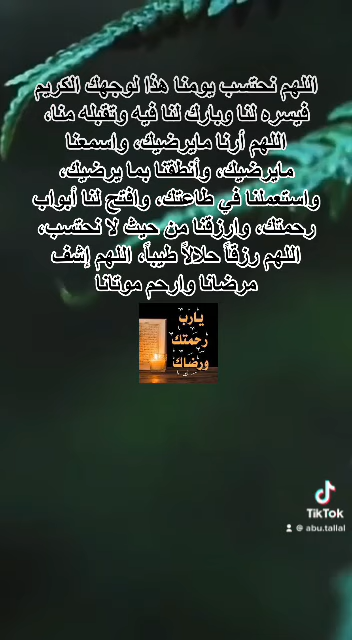 اللهم نحتسب يومنا هذا لوجهك الكريم
فيسره لنا وبارك لنا فيه وتقبله منا،
اللهم أرنا مايرضيك، واسمعنا
مايرضيك، وأنطقنا بما يرضيك،
واستعملنا في طاعتك، وافتح لنا أبواب
رحمتك، وارزقنا من حيث لا نحتسب،
اللهم رزقاً حلالاً طيباً، اللهم إشف
مرضانا وارحم موتانا
يارب
رحمتك
ورضاك
TikTok
@ abu.tallal